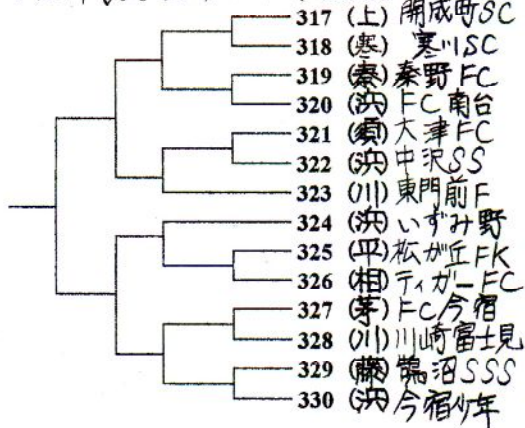 317 (上) 開成町SC
318 (寒) 寒川SC
319 (秦) 秦野FC
320 (浜) FC南台
321 (須) 大津FC
322 (浜) 中沢SS
323 (川) 東門前F
324 (浜) いずみ野
325 (平) 松が丘FK
326 (相) ティガーFC
327 (茅) FC今宿
328 (川) 川崎富士見
329 (藤) 鵠沼SSS
330 (浜) 今宿少年